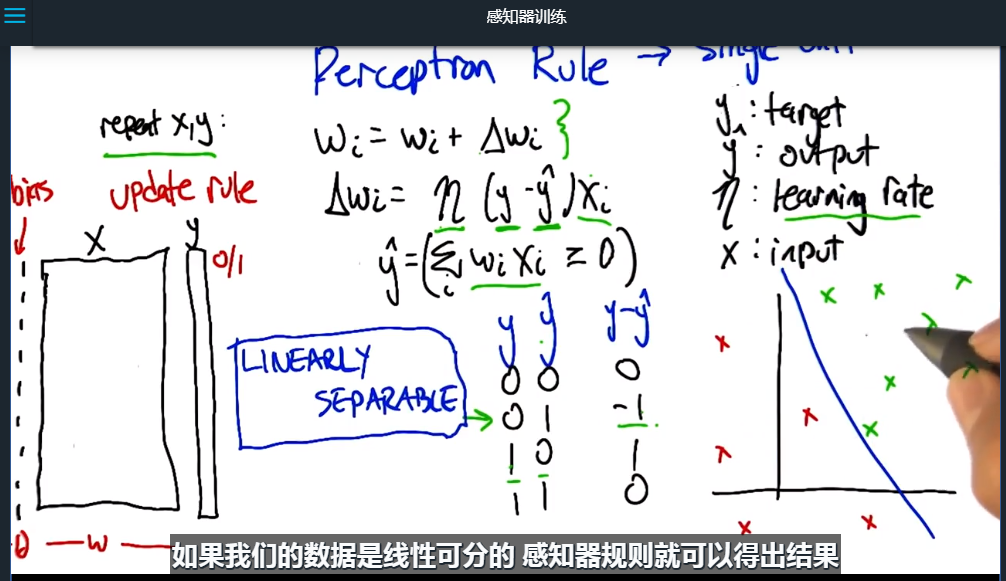 感知器训练
Perceptron Rule → single unit
repeat x,y:
wᵢ = wᵢ + Δwᵢ }
Δwᵢ = η (y - ŷ) xᵢ
ŷ = (Σᵢ wᵢ xᵢ ≥ 0)
y : target
ŷ : output
η : learning rate
x : input
bias
update rule
X y
0/1
θ — w —
LINEARLY
SEPARABLE →
y ŷ y-ŷ
0 0 0
0 1 -1
1 0 1
1 1 0
如果我们的数据是线性可分的 感知器规则就可以得出结果